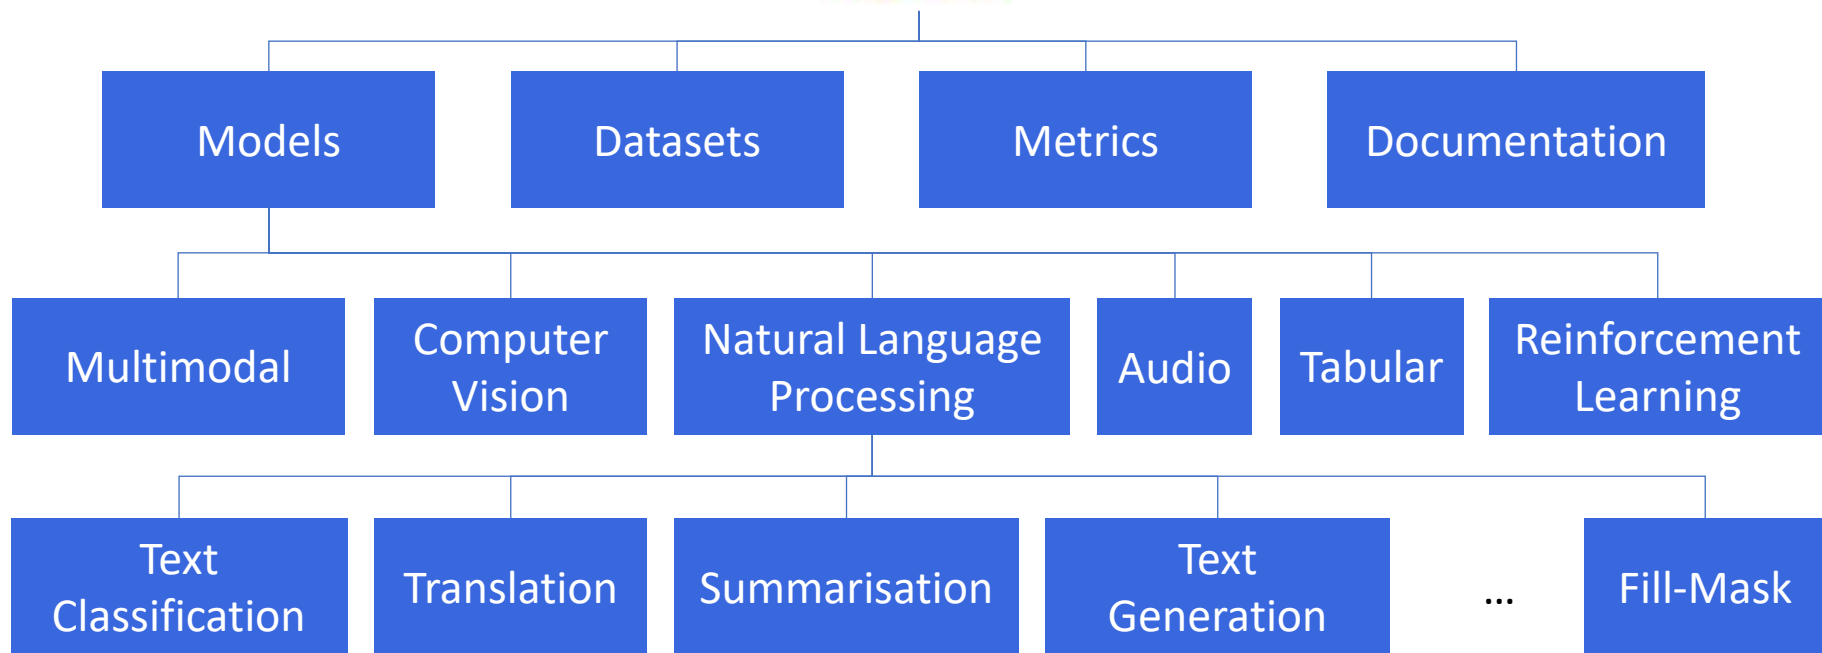 Models
Datasets
Metrics
Documentation
Multimodal
Computer
Vision
Natural Language
Processing
Audio
Tabular
Reinforcement
Learning
Text
Classification
Translation
Summarisation
Text
Generation
...
Fill-Mask